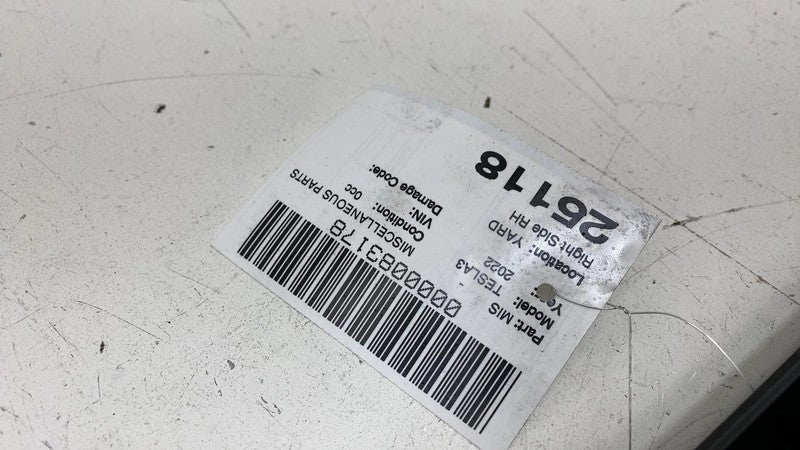 0000083178
Part: MIS
MISCELLANEOUS PARTS
Model: TESLA3
Condition: 0cc
Year: 2022
VIN:
Damage Code:
Location: YARD
Right-Side RH
25118